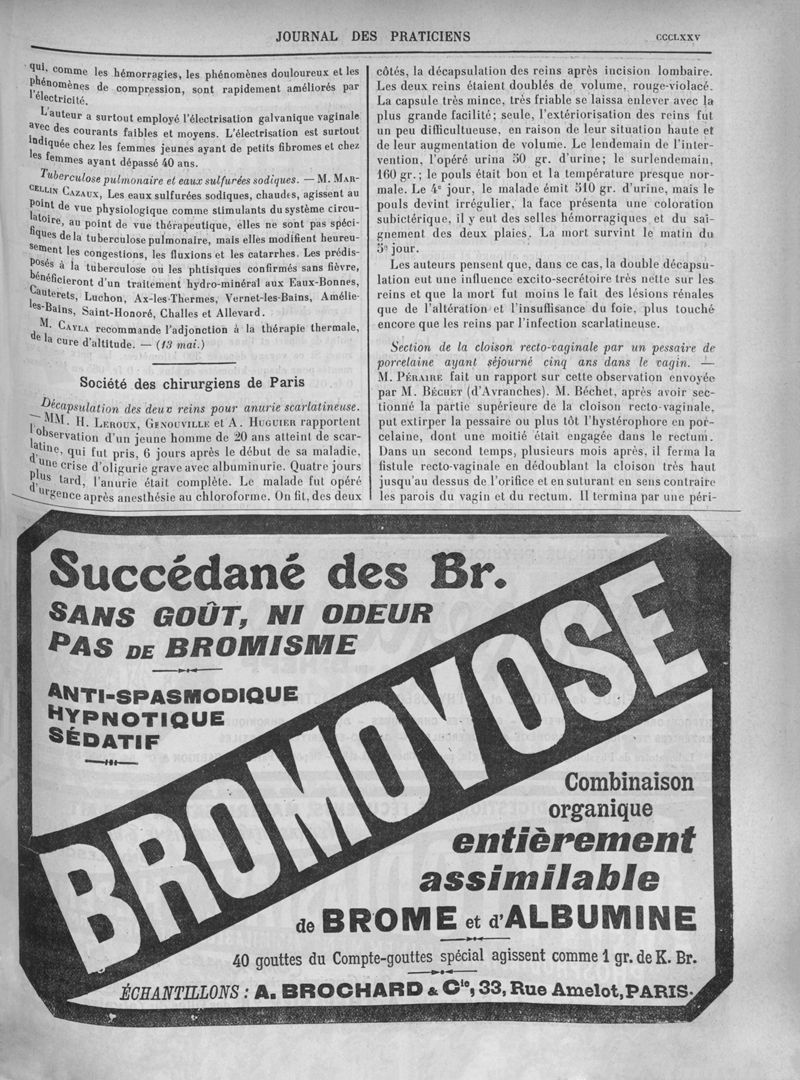 JOURNAL DES PRATICIENS
CCCLXXV
qui, comme les hémorragies, les phénomènes douloureux et les
phénomènes de compression, sont rapidement améliorés par
l'électricité.
L'auteur a surtout employé l'électrisation galvanique vaginale
avec des courants faibles et moyens. L'électrisation est surtout
indiquée chez les femmes jeunes ayant de petits fibromes et chez
les femmes ayant dépassé 40 ans.
Tuberculose pulmonaire et eaux sulfurées sodiques. — M. MAR-
CELLIN CAZAUX, Les eaux sulfurées sodiques, chaudes, agissent au
point de vue physiologique comme stimulants du système circu-
latoire, au point de vue thérapeutique, elles ne sont pas spéci-
fiques de la tuberculose pulmonaire, mais elles modifient heureu-
sement les congestions, les fluxions et les catarrhes. Les prédis-
posés à la tuberculose ou les phtisiques confirmés sans fièvre,
bénéficieront d'un traitement hydro-minéral aux Eaux-Bonnes,
Cauterets, Luchon, Ax-les-Thermes, Vernet-les-Bains, Amélie-
les-Bains, Saint-Honoré, Challes et Allevard.
M. CAYLA recommande l'adjonction à la thérapie thermale,
de la cure d'altitude. — (13 mai.)
Société des chirurgiens de Paris
Décapsulation des deux reins pour anurie scarlatineuse.
— MM. H. LEROUX, GENOUVILLE et A. HUGUIER rapportent
l'observation d'un jeune homme de 20 ans atteint de scar-
latine, qui fut pris, 6 jours après le début de sa maladie,
d'une crise d'oligurie grave avec albuminurie. Quatre jours
plus tard, l'anurie était complète. Le malade fut opéré
d'urgence après anesthésie au chloroforme. On fit, des deux
côtés, la décapsulation des reins après incision lombaire.
Les deux reins étaient doublés de volume, rouge-violacé.
La capsule très mince, très friable se laissa enlever avec la
plus grande facilité; seule, l'extériorisation des reins fut
un peu difficultueuse, en raison de leur situation haute et
de leur augmentation de volume. Le lendemain de l'inter-
vention, l'opéré urina 50 gr. d'urine; le surlendemain,
160 gr.; le pouls était bon et la température presque nor-
male. Le 4e jour, le malade émit 510 gr. d'urine, mais le
pouls devint irrégulier, la face présenta une coloration
subictérique, il y eut des selles hémorragiques et du sai-
gnement des deux plaies. La mort survint le matin du
5e jour.
Les auteurs pensent que, dans ce cas, la double décapsu-
lation eut une influence excito-secrétoire très nette sur les
reins et que la mort fut moins le fait des lésions rénales
que de l'altération et l'insuffisance du foie, plus touché
encore que les reins par l'infection scarlatineuse.
Section de la cloison recto-vaginale par un pessaire de
porcelaine ayant séjourné cinq ans dans le vagin. —
M. PÉRAIRE fait un rapport sur cette observation envoyée
par M. BÉCHET (d'Avranches). M. Béchet, après avoir sec-
tionné la partie supérieure de la cloison recto-vaginale,
put extirper la pessaire ou plus tôt l'hystérophore en por-
celaine, dont une moitié était engagée dans le rectum.
Dans un second temps, plusieurs mois après, il ferma la
fistule recto-vaginale en dédoublant la cloison très haut
jusqu'au dessus de l'orifice et en suturant en sens contraire
les parois du vagin et du rectum. Il termina par une péri-
Succédané des Br.
SANS GOÛT, NI ODEUR
PAS DE BROMISME
ANTI-SPASMODIQUE
HYPNOTIQUE
SÉDATIF
BROMOVOSE
Combinaison
organique
entièrement
assimilable
de BROME et d'ALBUMINE
40 gouttes du Compte-gouttes spécial agissent comme 1 gr. de K. Br.
ÉCHANTILLONS : A. BROCHARD & Cie, 33, Rue Amelot, PARIS.